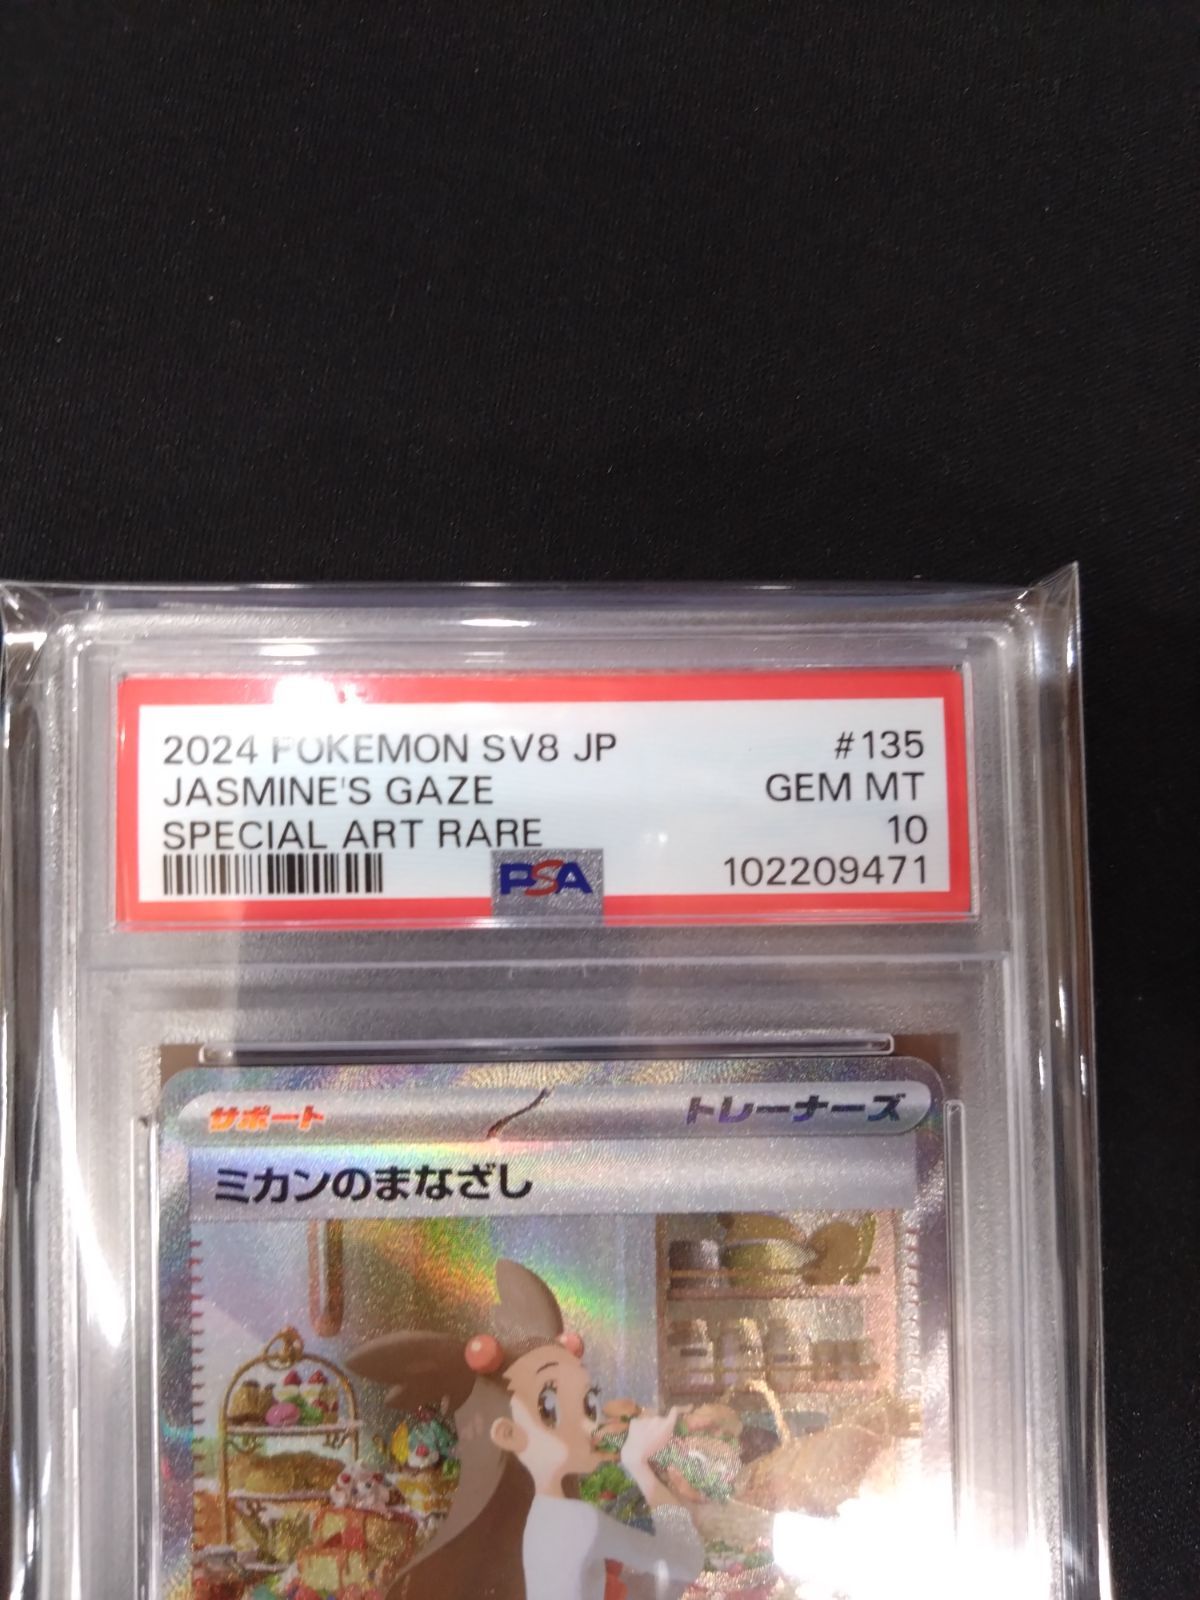 2024 POKEMON SV8 JP #135
JASMINE'S GAZE GEM MT
SPECIAL ART RARE 10
PSA 102209471
サポート トレーナーズ
ミカンのまなざし